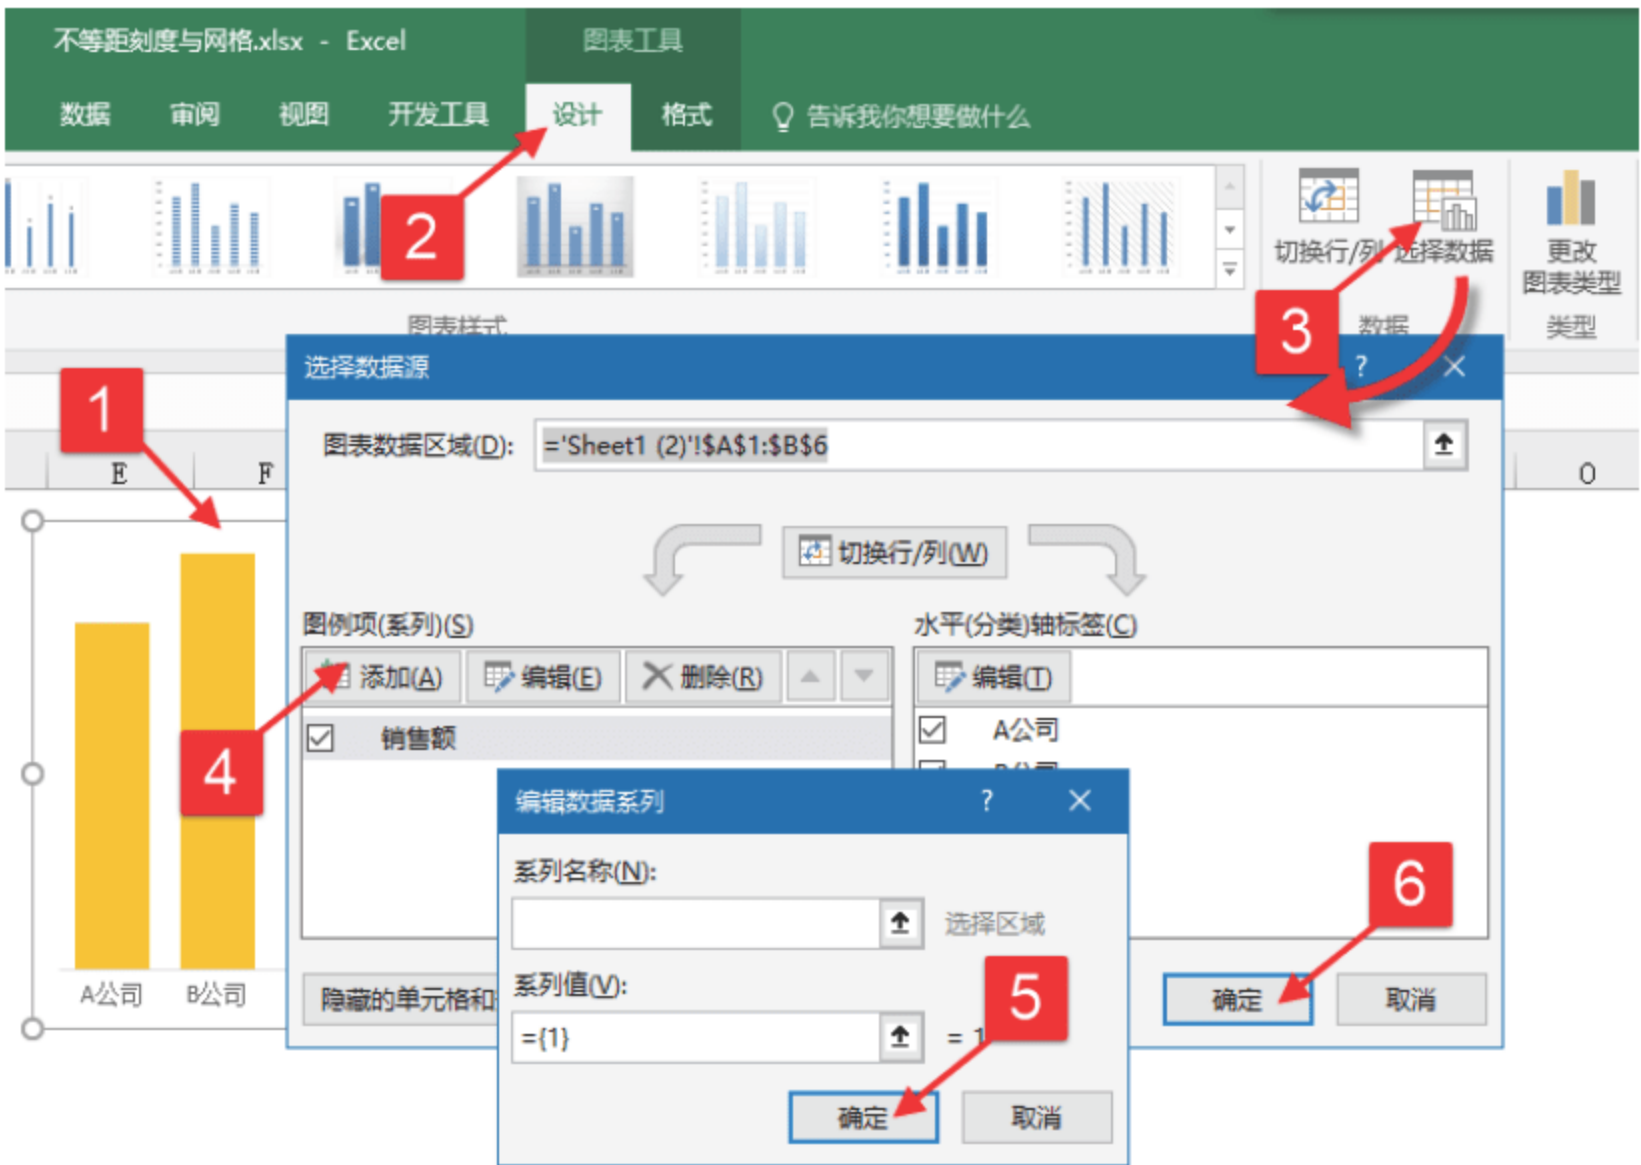 不等距刻度与网格.xlsx - Excel
图表工具
数据 审阅 视图 开发工具 设计 格式 告诉我你想要做什么
2
切换行/列 选择数据
更改
图表类型
图表样式
3
数据
类型
选择数据源 ? ×
1
图表数据区域(D): ='Sheet1 (2)'!$A$1:$B$6
E F O
切换行/列(W)
图例项(系列)(S) 水平(分类)轴标签(C)
添加(A) 编辑(E) 删除(R) 编辑(T)
销售额 A公司
4
B公司
编辑数据系列 ? ×
系列名称(N):
6
选择区域
系列值(V):
5
A公司 B公司
隐藏的单元格和
确定 取消
={1} = 1
确定 取消